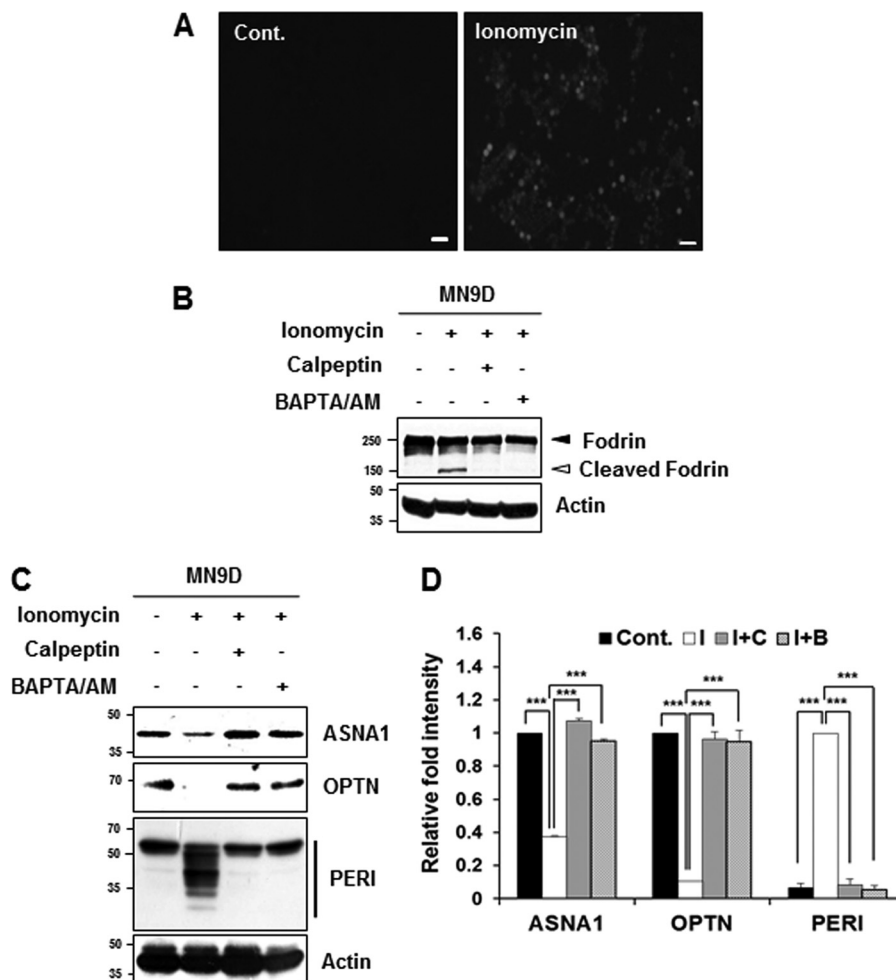 A
Cont.
Ionomycin
B
MN9D
Ionomycin - + + +
Calpeptin - - + -
BAPTA/AM - - - +
250
150
Fodrin
Cleaved Fodrin
50
35
Actin
C
MN9D
Ionomycin - + + +
Calpeptin - - + -
BAPTA/AM - - - +
50
35
ASNA1
70
OPTN
70
50
35
PERI
50
35
Actin
D
Relative fold intensity
1.6
1.4
1.2
1
0.8
0.6
0.4
0.2
0
Cont. I I+C I+B
*** *** ***
*** *** ***
*** *** ***
ASNA1 OPTN PERI